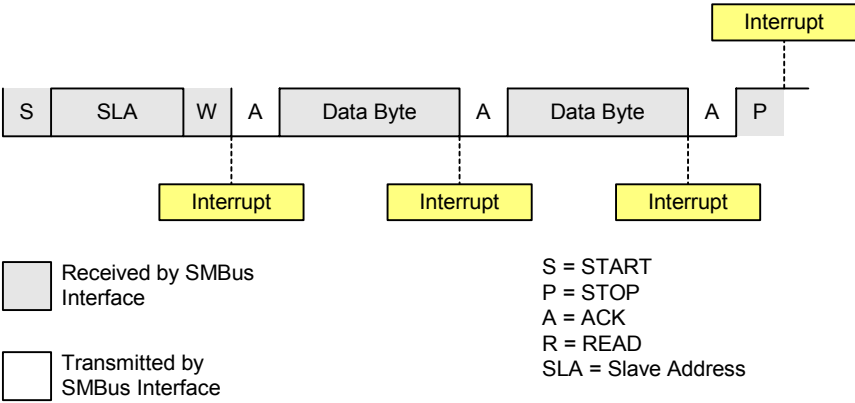 Interrupt
S SLA W A Data Byte A Data Byte A P
Interrupt Interrupt Interrupt
Received by SMBus
Interface
Transmitted by
SMBus Interface
S = START
P = STOP
A = ACK
R = READ
SLA = Slave Address